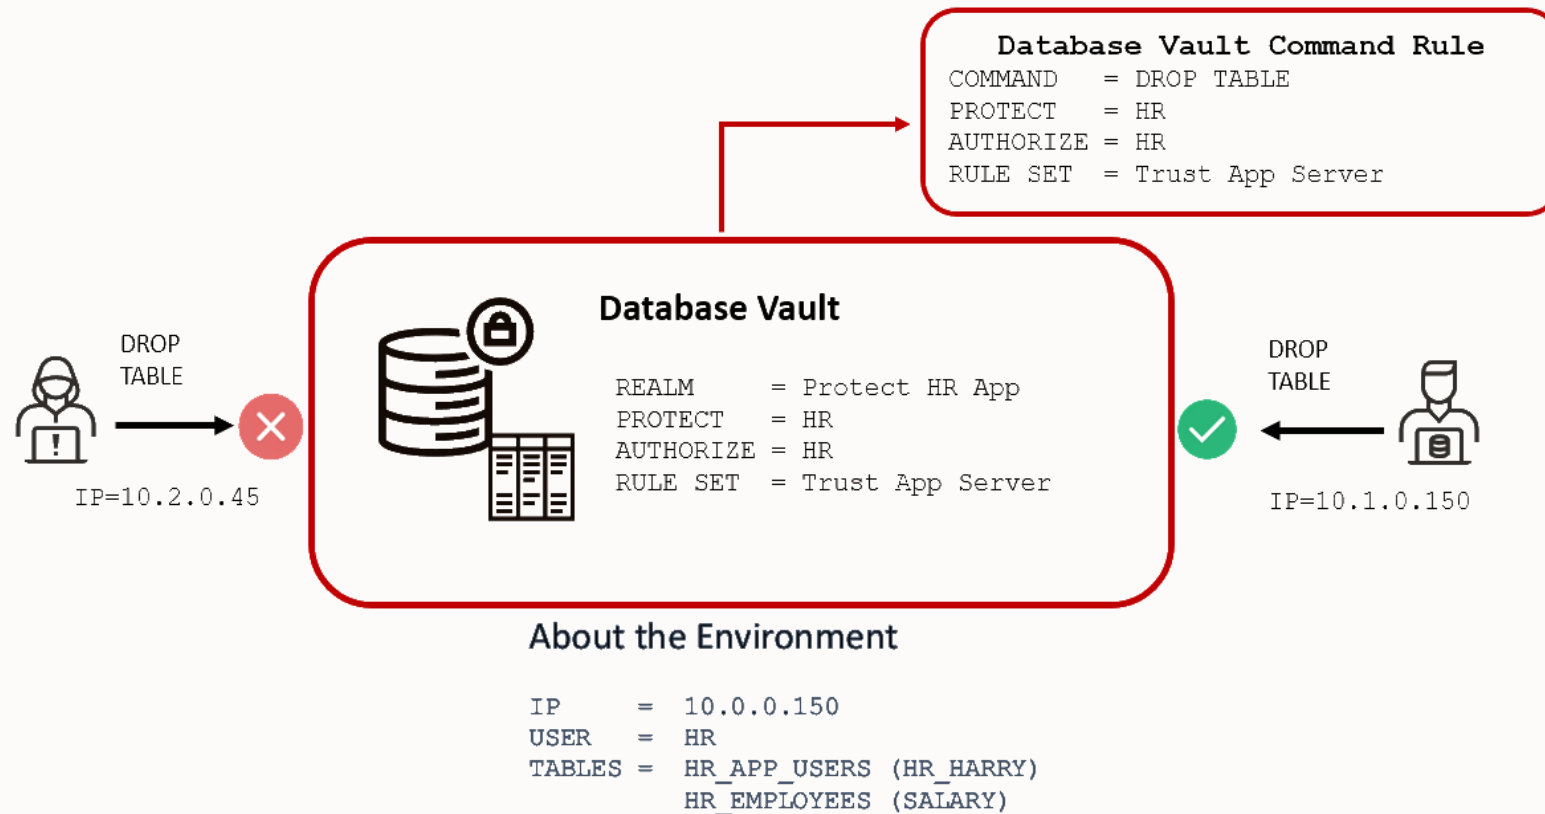 Database Vault Command Rule
COMMAND = DROP TABLE
PROTECT = HR
AUTHORIZE = HR
RULE SET = Trust App Server
Database Vault
REALM = Protect HR App
PROTECT = HR
AUTHORIZE = HR
RULE SET = Trust App Server
DROP
TABLE
!
IP=10.2.0.45
DROP
TABLE
IP=10.1.0.150
About the Environment
IP = 10.0.0.150
USER = HR
TABLES = HR_APP_USERS (HR_HARRY)
HR_EMPLOYEES (SALARY)